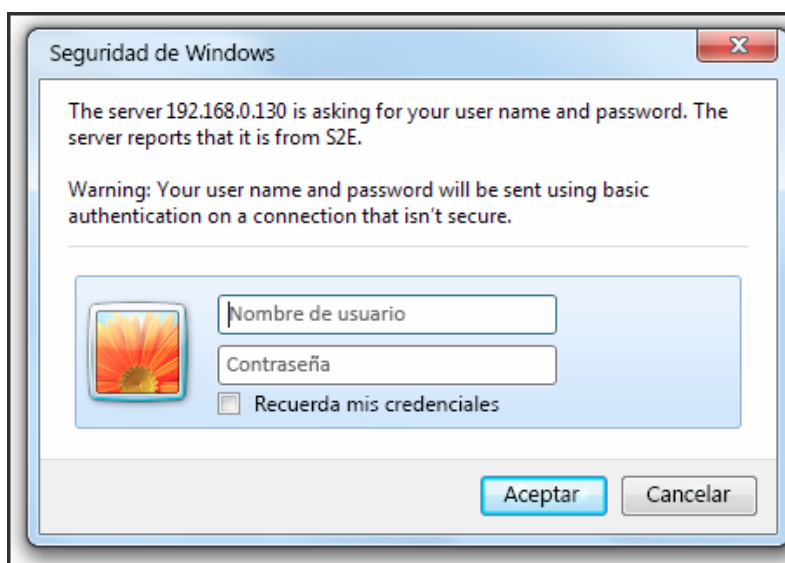 Seguridad de Windows
The server 192.168.0.130 is asking for your user name and password. The
server reports that it is from S2E.
Warning: Your user name and password will be sent using basic
authentication on a connection that isn't secure.
Nombre de usuario
Contraseña
Recuerda mis credenciales
Aceptar Cancelar